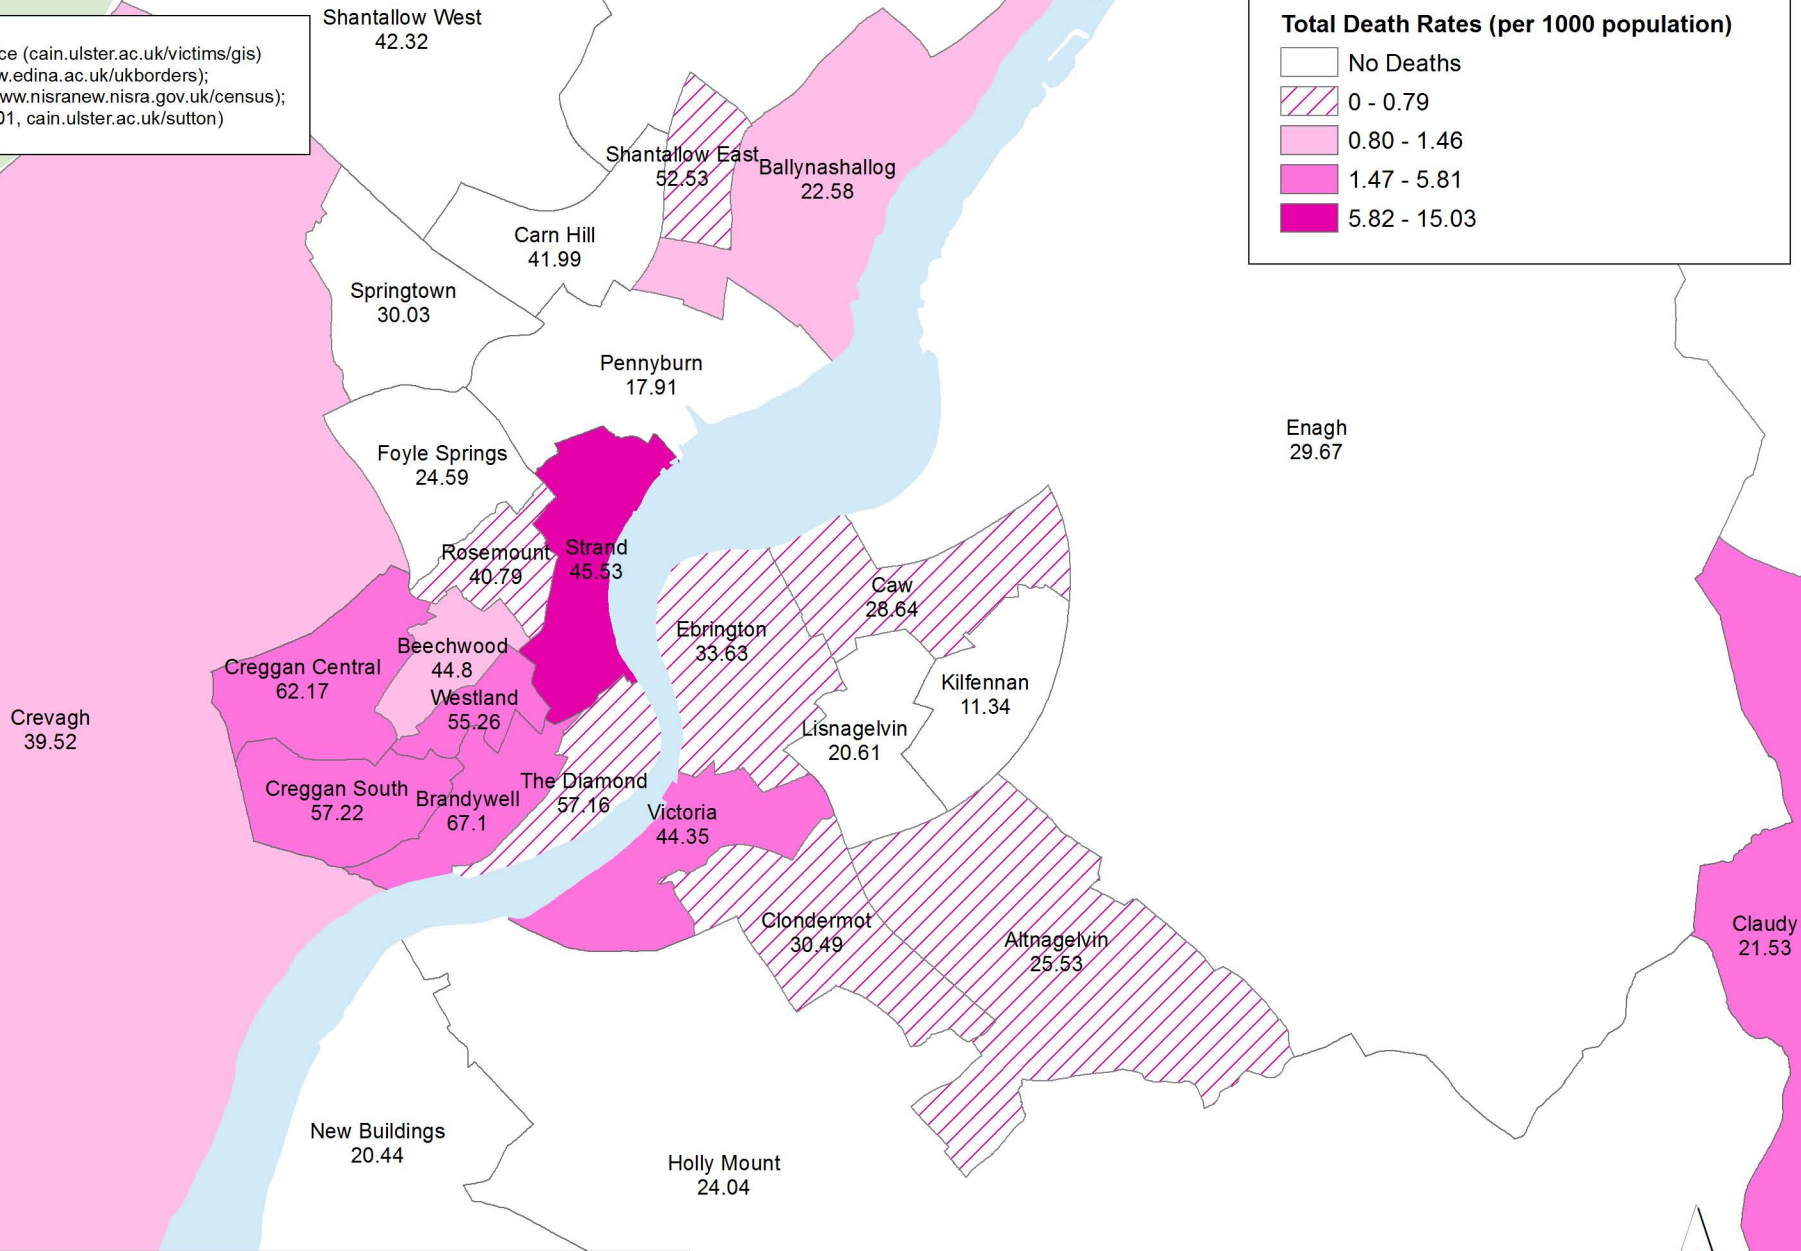 Shantallow West
42.32
ce (cain.ulster.ac.uk/victims/gis)
w.edina.ac.uk/ukborders);
ww.nisranew.nisra.gov.uk/census);
01, cain.ulster.ac.uk/sutton)
Total Death Rates (per 1000 population)
No Deaths
0 - 0.79
0.80 - 1.46
1.47 - 5.81
5.82 - 15.03
Shantallow East
52.53
Ballynashallog
22.58
Carn Hill
41.99
Springtown
30.03
Pennyburn
17.91
Enagh
29.67
Foyle Springs
24.59
Rosemount
40.79
Strand
45.53
Caw
28.64
Ebrington
33.63
Beechwood
44.8
Creggan Central
62.17
Westland
55.26
Kilfennan
11.34
Crevagh
39.52
Lisnagelvin
20.61
Creggan South
57.22
Brandywell
67.1
The Diamond
57.16
Victoria
44.35
Clondermot
30.49
Altnagelvin
25.53
Claudy
21.53
New Buildings
20.44
Holly Mount
24.04